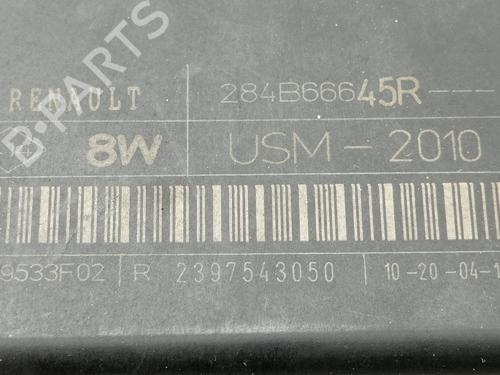 RENAULT 284B66645R---
8W USM-2010
9533F02 R 2397543050 10-20-04-1
B-PARTS